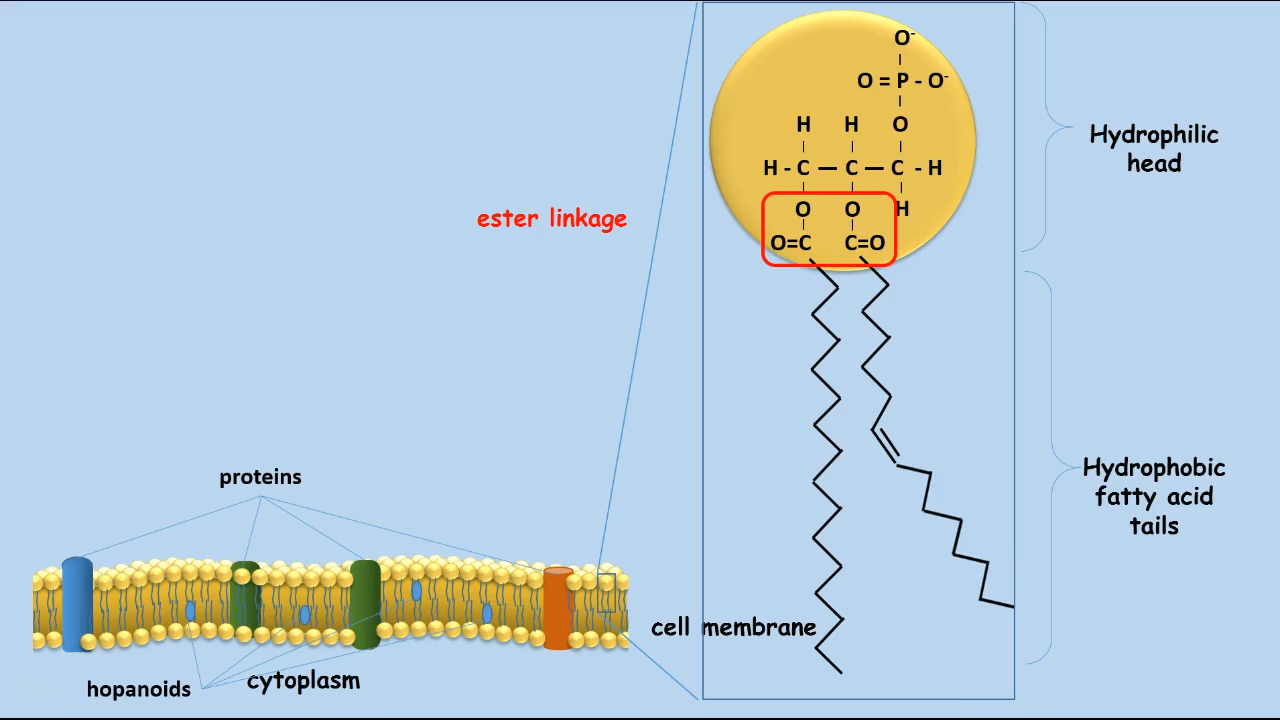 O-
O = P - O-
H H O
H - C — C — C - H
O O H
O=C C=O
Hydrophilic
head
ester linkage
Hydrophobic
fatty acid
tails
proteins
cell membrane
hopanoids
cytoplasm